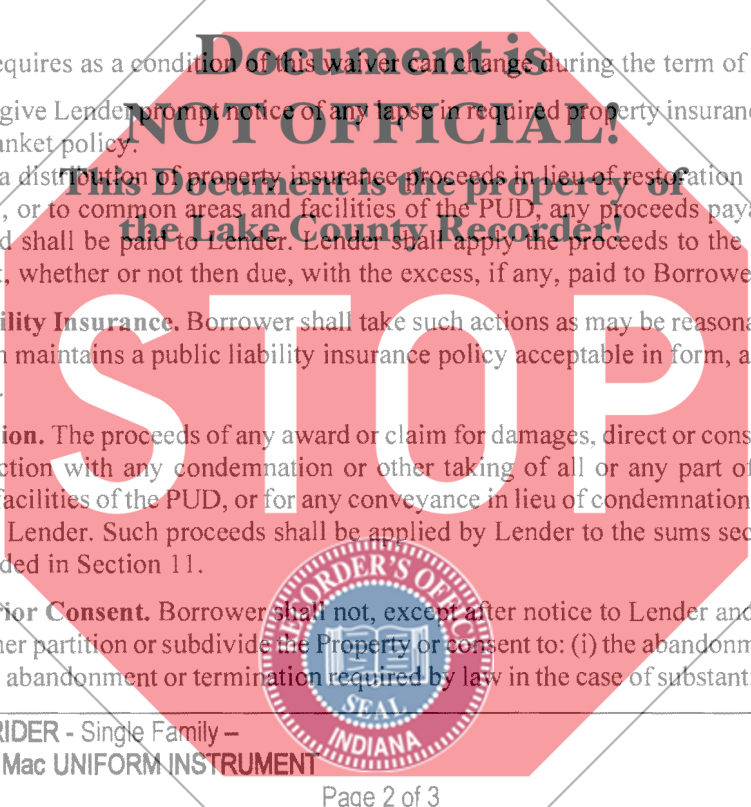 Document is
equires as a condition of this waiver can change during the term of
give Lender prompt notice of any lapse in required property insuran
NOT OFFICIAL!
anket policy.
a distribution of property insurance proceeds in lieu of restoration
This Document is the property of
, or to common areas and facilities of the PUD, any proceeds pay
the Lake County Recorder!
d shall be paid to Lender. Lender shall apply the proceeds to the
, whether or not then due, with the excess, if any, paid to Borrowe
ility Insurance. Borrower shall take such actions as may be reasona
n maintains a public liability insurance policy acceptable in form, a
STOP
ion. The proceeds of any award or claim for damages, direct or cons
ction with any condemnation or other taking of all or any part of
facilities of the PUD, or for any conveyance in lieu of condemnation
Lender. Such proceeds shall be applied by Lender to the sums sec
ded in Section 11.
rior Consent. Borrower shall not, except after notice to Lender and
ner partition or subdivide the Property or consent to: (i) the abandonm
abandonment or termination required by law in the case of substanti
RECORDER'S OFFICE
SEAL
INDIANA
RIDER - Single Family –
Mac UNIFORM INSTRUMENT
Page 2 of 3